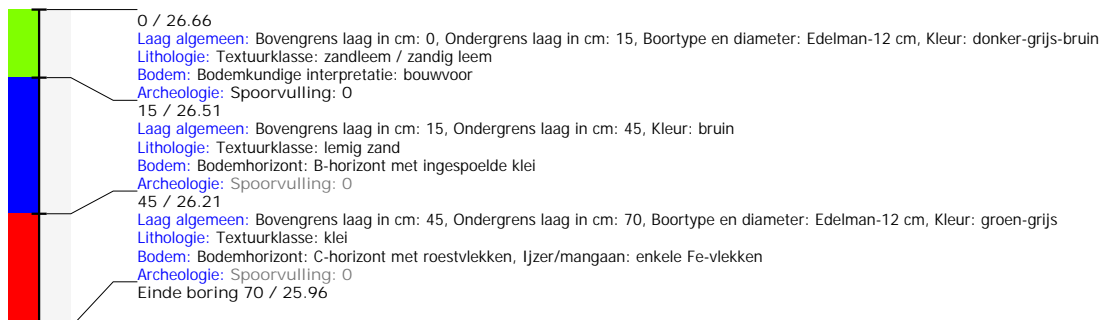 0 / 26.66
Laag algemeen: Bovengrens laag in cm: 0, Ondergrens laag in cm: 15, Boortype en diameter: Edelman-12 cm, Kleur: donker-grijs-bruin
Lithologie: Textuurklasse: zandleem / zandig leem
Bodem: Bodemkundige interpretatie: bouwvoor
Archeologie: Spoorvulling: 0
15 / 26.51
Laag algemeen: Bovengrens laag in cm: 15, Ondergrens laag in cm: 45, Kleur: bruin
Lithologie: Textuurklasse: lemig zand
Bodem: Bodemhorizont: B-horizont met ingespoelde klei
Archeologie: Spoorvulling: 0
45 / 26.21
Laag algemeen: Bovengrens laag in cm: 45, Ondergrens laag in cm: 70, Boortype en diameter: Edelman-12 cm, Kleur: groen-grijs
Lithologie: Textuurklasse: klei
Bodem: Bodemhorizont: C-horizont met roestvlekken, Ijzer/mangaan: enkele Fe-vlekken
Archeologie: Spoorvulling: 0
Einde boring 70 / 25.96